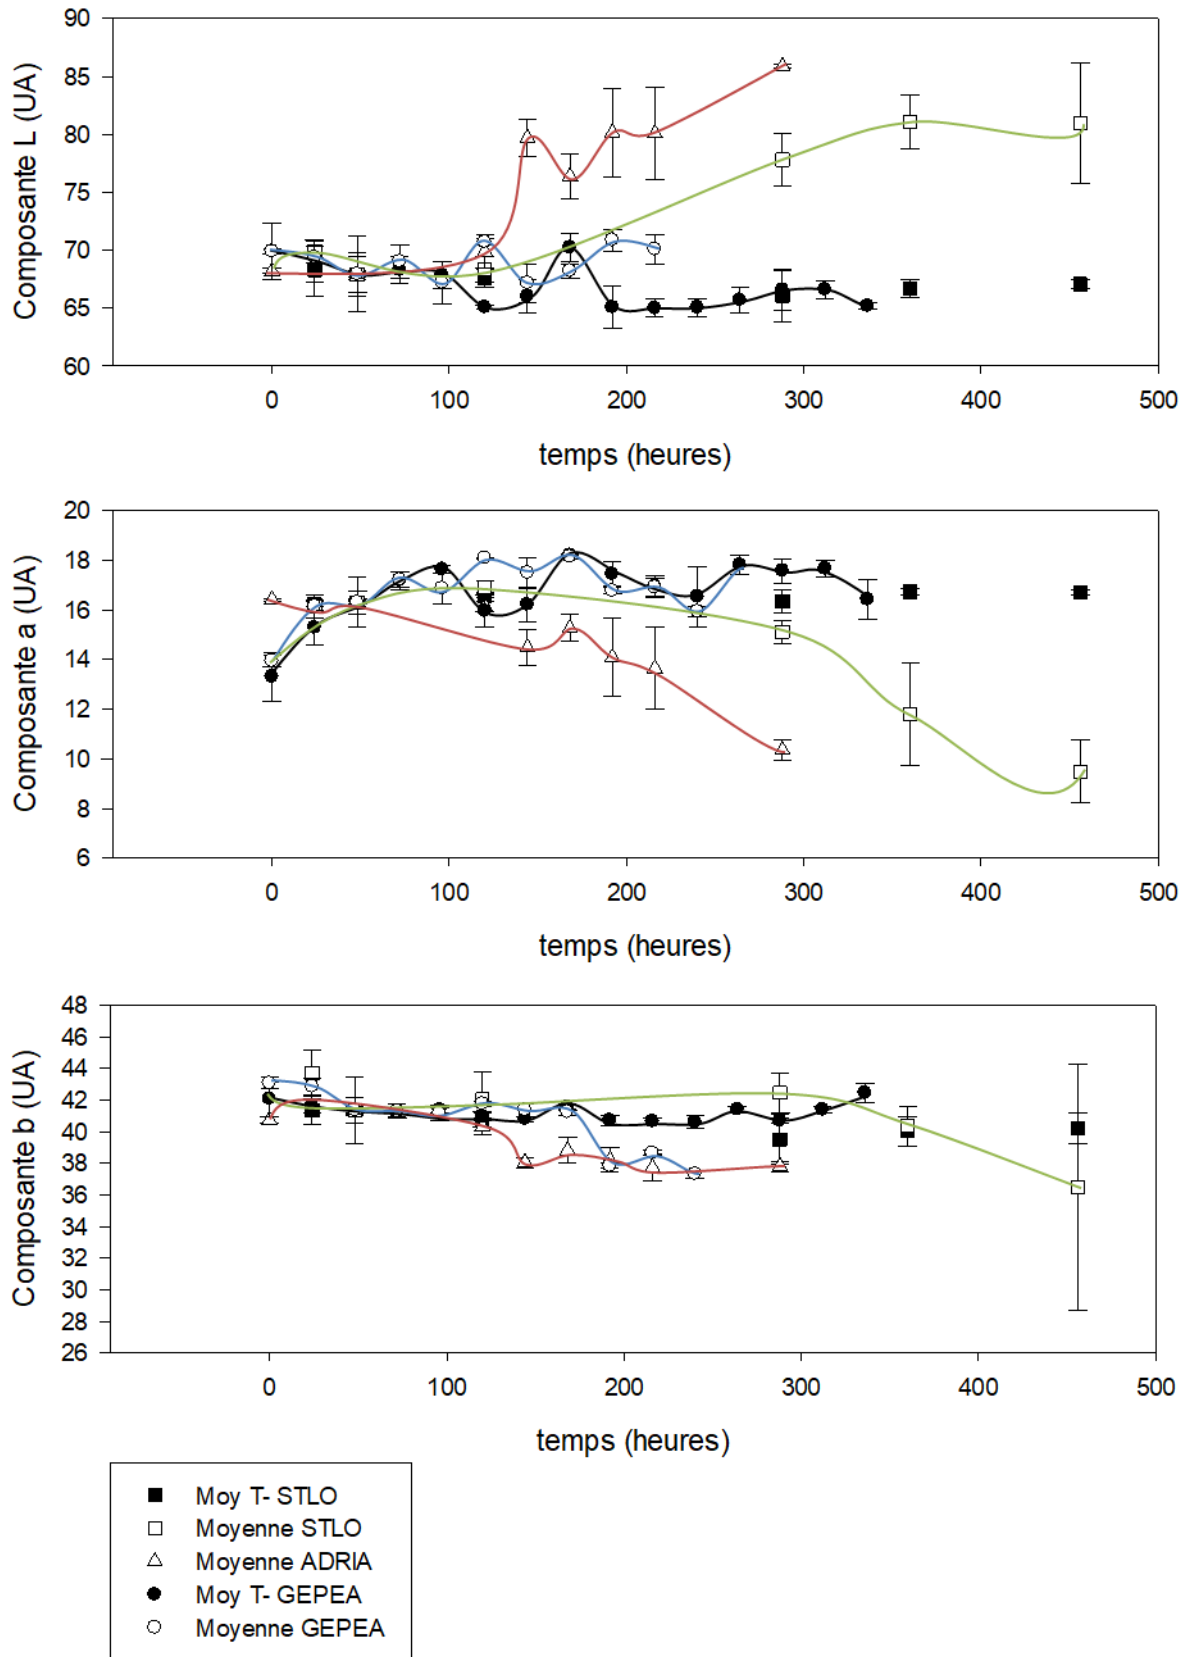 90
85
80
75
70
65
60
Composante L (UA)
0 100 200 300 400 500
temps (heures)
20
18
16
14
12
10
8
6
Composante a (UA)
0 100 200 300 400 500
temps (heures)
48
46
44
42
40
38
36
34
32
30
28
26
Composante b (UA)
0 100 200 300 400 500
temps (heures)
Moy T- STLO
Moyenne STLO
Moyenne ADRIA
Moy T- GEPEA
Moyenne GEPEA